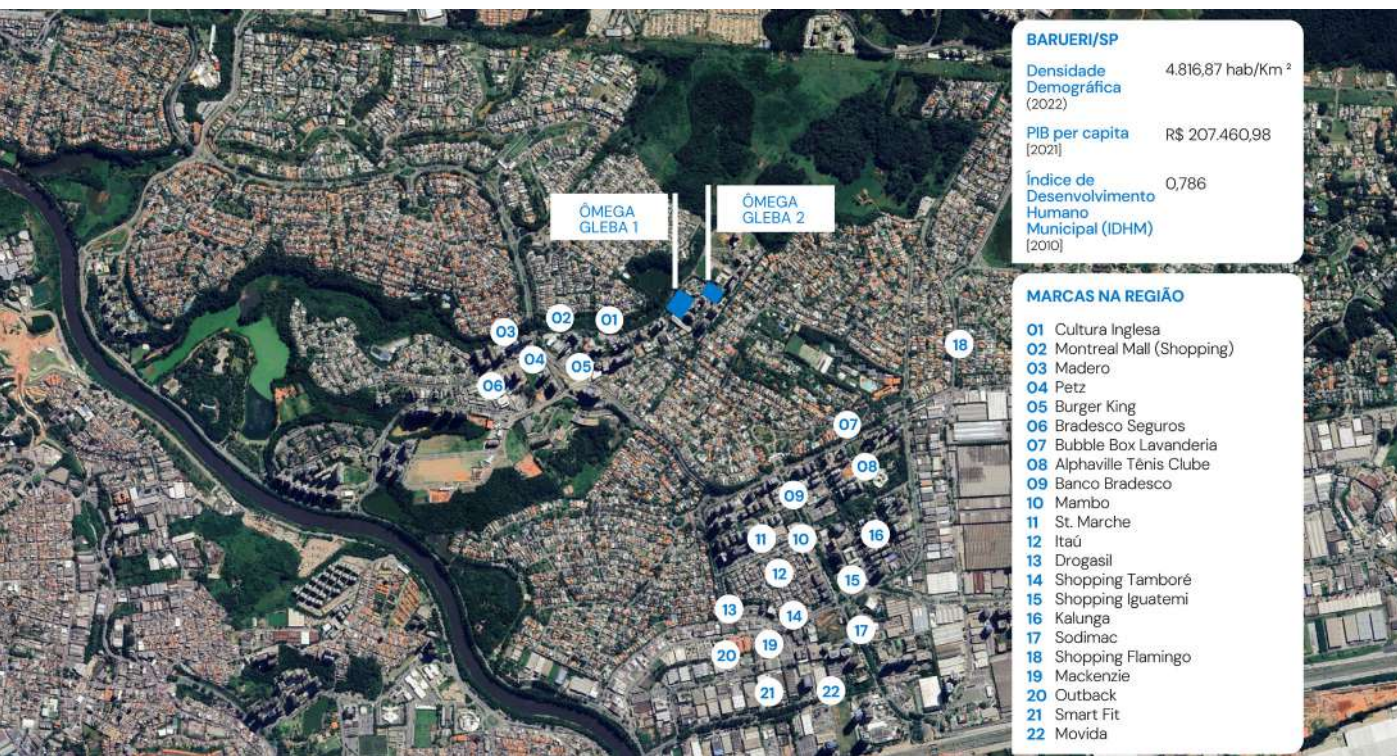 BARUERI/SP
Densidade
Demográfica
(2022)
4.816,87 hab/Km ²
PIB per capita
[2021]
R$ 207.460,98
Índice de
Desenvolvimento
Humano
Municipal (IDHM)
[2010]
0,786
ÔMEGA
GLEBA 1
ÔMEGA
GLEBA 2
01
02
03
04
05
06
18
07
08
09
10
11
16
12
15
13
14
17
19
20
21
22
MARCAS NA REGIÃO
01 Cultura Inglesa
02 Montreal Mall (Shopping)
03 Madero
04 Petz
05 Burger King
06 Bradesco Seguros
07 Bubble Box Lavanderia
08 Alphaville Tênis Clube
09 Banco Bradesco
10 Mambo
11 St. Marche
12 Itaú
13 Drogasil
14 Shopping Tamboré
15 Shopping Iguatemi
16 Kalunga
17 Sodimac
18 Shopping Flamingo
19 Mackenzie
20 Outback
21 Smart Fit
22 Movida